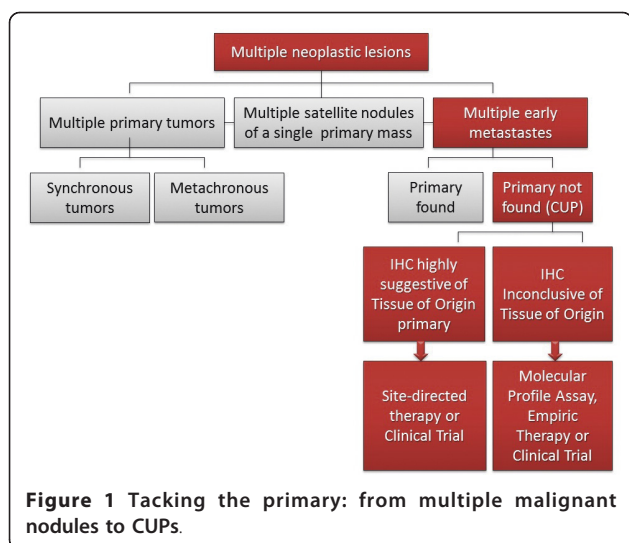 Multiple neoplastic lesions
Multiple primary tumors
Multiple satellite nodules
of a single primary mass
Multiple early
metastastes
Synchronous
tumors
Metachronous
tumors
Primary
found
Primary not
found (CUP)
IHC highly
suggestive of
Tissue of Origin
primary
IHC
Inconclusive of
Tissue of Origin
Site-directed
therapy or
Clinical Trial
Molecular
Profile Assay,
Empiric
Therapy or
Clinical Trial
Figure 1 Tacking the primary: from multiple malignant
nodules to CUPs.